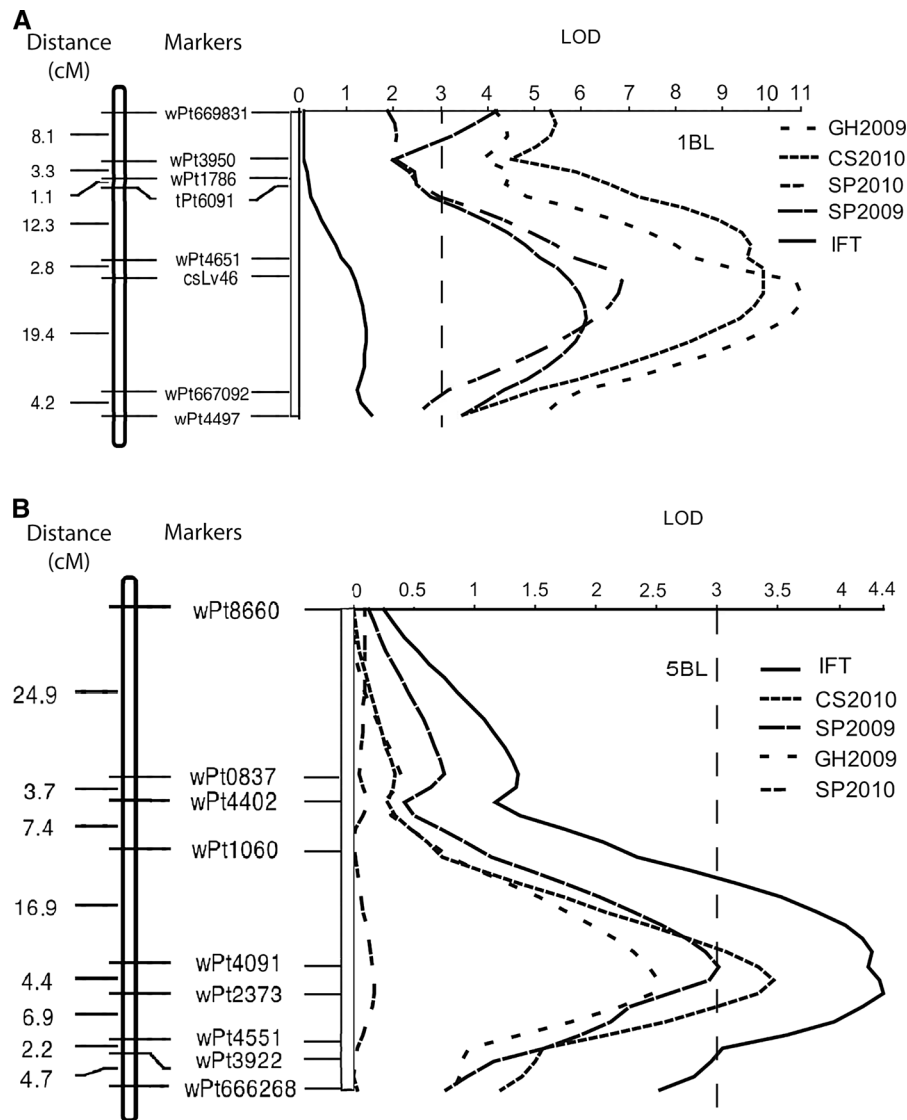 A
Distance
(cM)
Markers
LOD
0 1 2 3 4 5 6 7 8 9 10 11
8.1
3.3
1.1
12.3
2.8
19.4
4.2
wPt669831
wPt3950
wPt1786
tPt6091
wPt4651
csLv46
wPt667092
wPt4497
1BL
GH2009
CS2010
SP2010
SP2009
IFT
B
Distance
(cM)
Markers
LOD
0 0.5 1 1.5 2 2.5 3 3.5 4 4.4
24.9
3.7
7.4
16.9
4.4
6.9
2.2
4.7
wPt8660
wPt0837
wPt4402
wPt1060
wPt4091
wPt2373
wPt4551
wPt3922
wPt666268
5BL
IFT
CS2010
SP2009
GH2009
SP2010